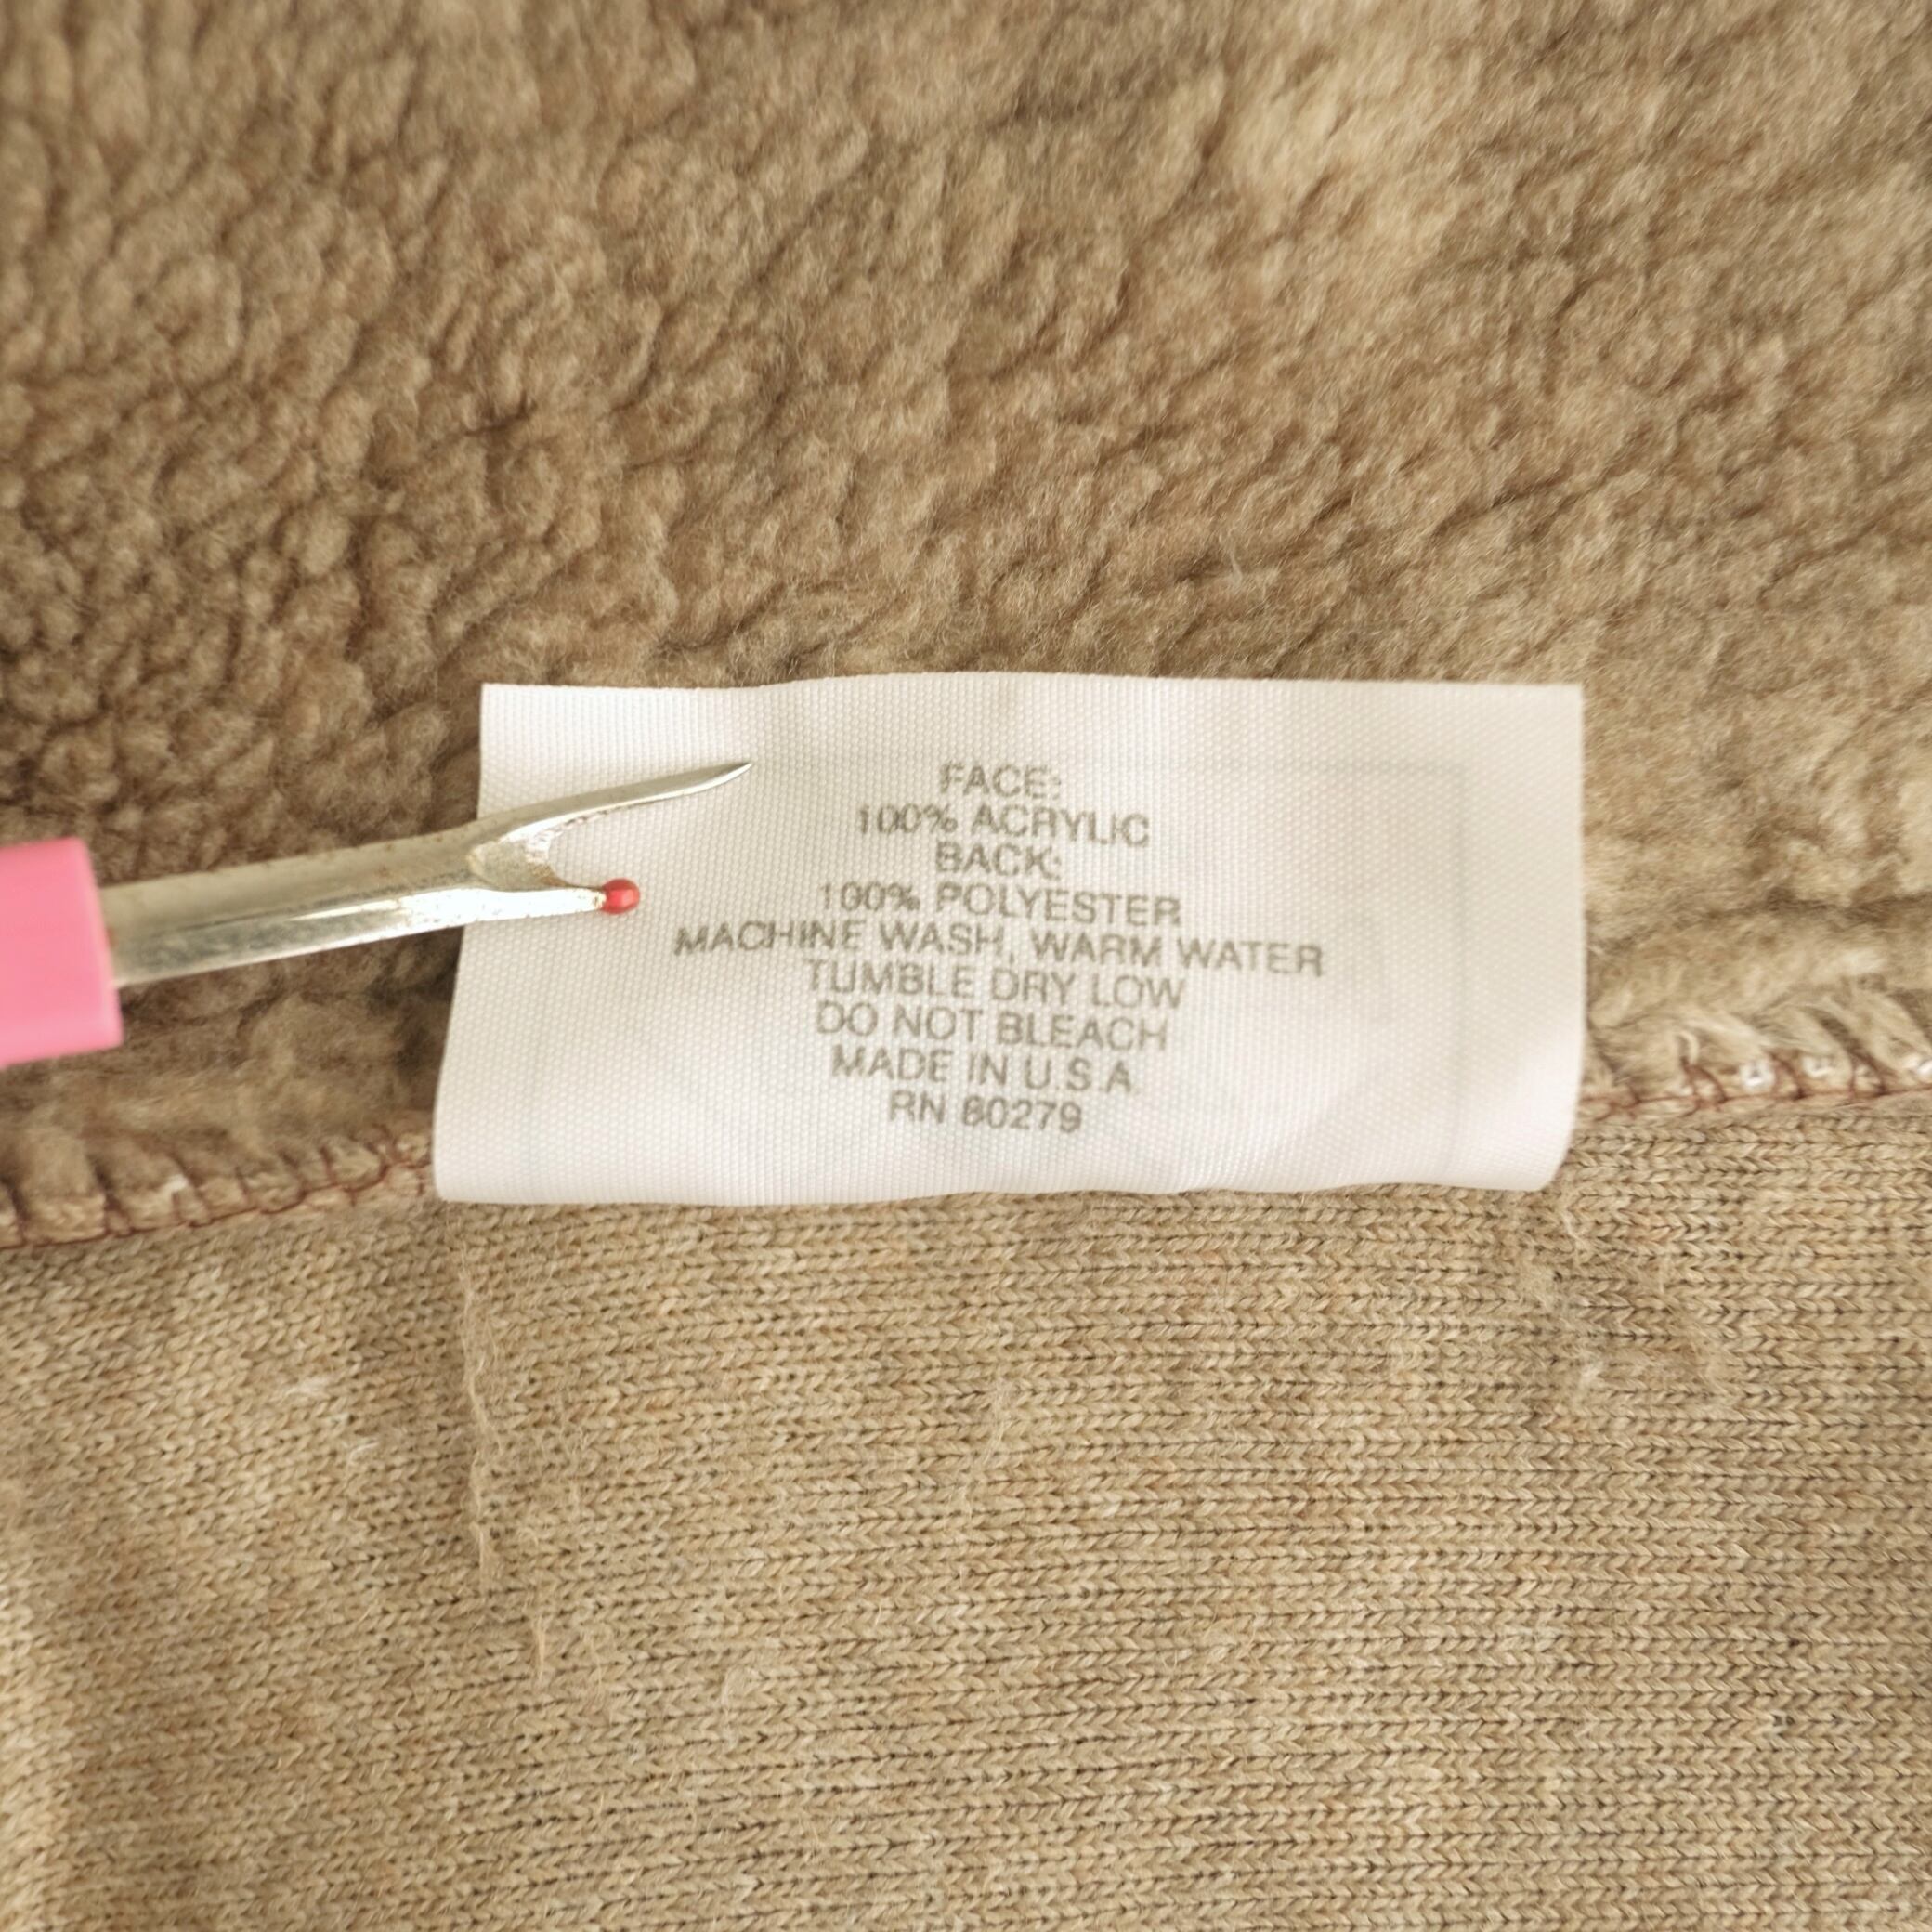 FACE:
100% ACRYLIC
BACK:
100% POLYESTER
MACHINE WASH, WARM WATER
TUMBLE DRY LOW
DO NOT BLEACH
MADE IN U.S.A.
RN 80279